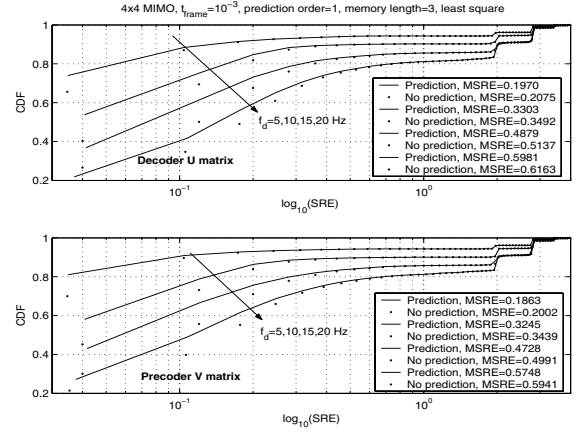 4x4 MIMO, t_frame=10^-3, prediction order=1, memory length=3, least square
1
0.8
0.6
0.4
0.2
CDF
f_d=5,10,15,20 Hz
Decoder U matrix
Prediction, MSRE=0.1970
No prediction, MSRE=0.2075
Prediction, MSRE=0.3303
No prediction, MSRE=0.3492
Prediction, MSRE=0.4879
No prediction, MSRE=0.5137
Prediction, MSRE=0.5981
No prediction, MSRE=0.6163
10^-1
10^0
log_10(SRE)
1
0.8
0.6
0.4
0.2
CDF
f_d=5,10,15,20 Hz
Precoder V matrix
Prediction, MSRE=0.1863
No prediction, MSRE=0.2002
Prediction, MSRE=0.3245
No prediction, MSRE=0.3439
Prediction, MSRE=0.4728
No prediction, MSRE=0.4991
Prediction, MSRE=0.5748
No prediction, MSRE=0.5941
10^-1
10^0
log_10(SRE)